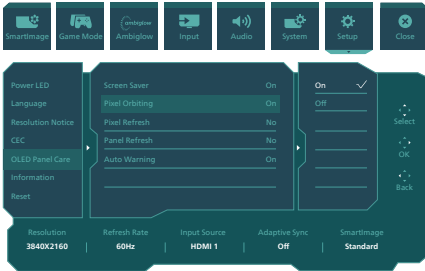 SmartImage Game Mode Ambiglow Input Audio System Setup Close
ambiglow
Power LED Screen Saver On On
Language Pixel Orbiting On Off
Resolution Notice Pixel Refresh No Select
CEC Panel Refresh No
OLED Panel Care Auto Warning On OK
Information
Reset Back
Resolution Refresh Rate Input Source Adaptive Sync SmartImage
3840X2160 | 60Hz | HDMI 1 | Off | Standard